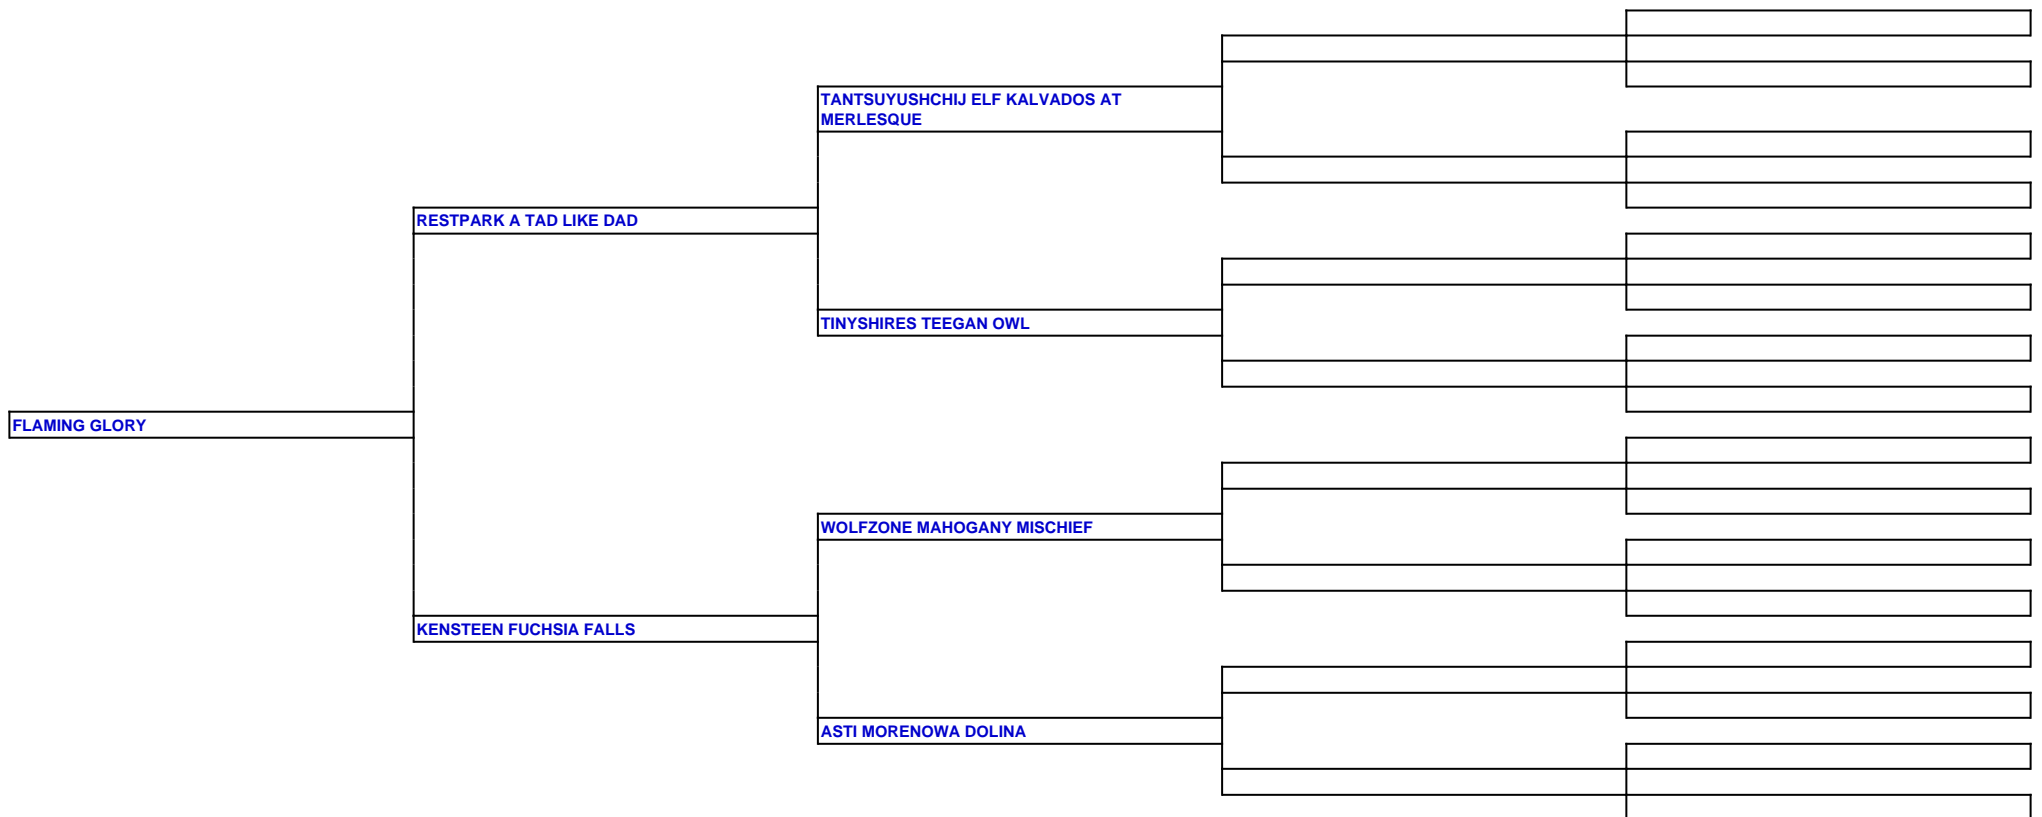 TANTSUYUSHCHIJ ELF KALVADOS AT
MERLESQUE
RESTPARK A TAD LIKE DAD
TINYSHIRES TEEGAN OWL
FLAMING GLORY
WOLFZONE MAHOGANY MISCHIEF
KENSTEEN FUCHSIA FALLS
ASTI MORENOWA DOLINA